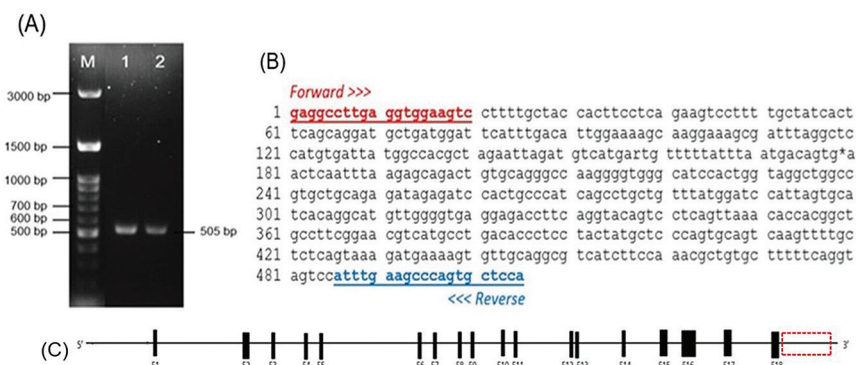 (A)
M 1 2
3000 bp
1500 bp
1000 bp
700 bp
600 bp
500 bp
505 bp
(B)
Forward >>>
1 gaggccttga ggtggaagtc cttttgctac cacttcctca gaagtccttt tgctatcact
61 tcagcaggat gctgatggat tcatttgaca ttggaaaagc aaggaaagcg atttaggctc
121 catgtgatta tggccacgct agaattagat gtcatgartg tttttattta atgacagtg*a
181 actcaattta agagcagact gtgcagggcc aaggggtggg catccactgg taggctggcc
241 gtgctgcaga gatagagatc cactgcccat cagcctgctg tttatggatc cattagtgca
301 tcacaggcat gttggggtga ggagaccttc aggtacagtc ctcagttaaa caccacggct
361 gccttcggaa cgtcatgcct gacaccctcc tactatgctc ccagtgcagt caagttttgc
421 tctcagtaaa gatgaaaagt gttgcaggcg tcatcttcca aacgctgtgc tttttcaggt
481 agtccatttg aagcccagtg ctcca
<<< Reverse
(C)
5' 3'